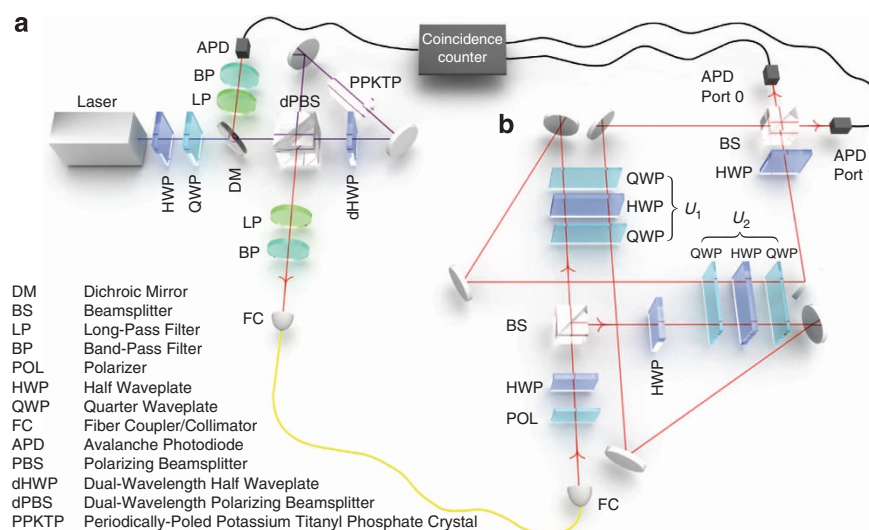 a
APD
BP
LP
Laser
HWP
QWP
DM
dPBS
PPKTP
dHWP
LP
BP
FC
Coincidence
counter
b
APD
Port 0
BS
APD
Port
HWP
QWP
HWP
QWP
U1
U2
QWP HWP QWP
BS
HWP
HWP
POL
FC
DM Dichroic Mirror
BS Beamsplitter
LP Long-Pass Filter
BP Band-Pass Filter
POL Polarizer
HWP Half Waveplate
QWP Quarter Waveplate
FC Fiber Coupler/Collimator
APD Avalanche Photodiode
PBS Polarizing Beamsplitter
dHWP Dual-Wavelength Half Waveplate
dPBS Dual-Wavelength Polarizing Beamsplitter
PPKTP Periodically-Poled Potassium Titanyl Phosphate Crystal